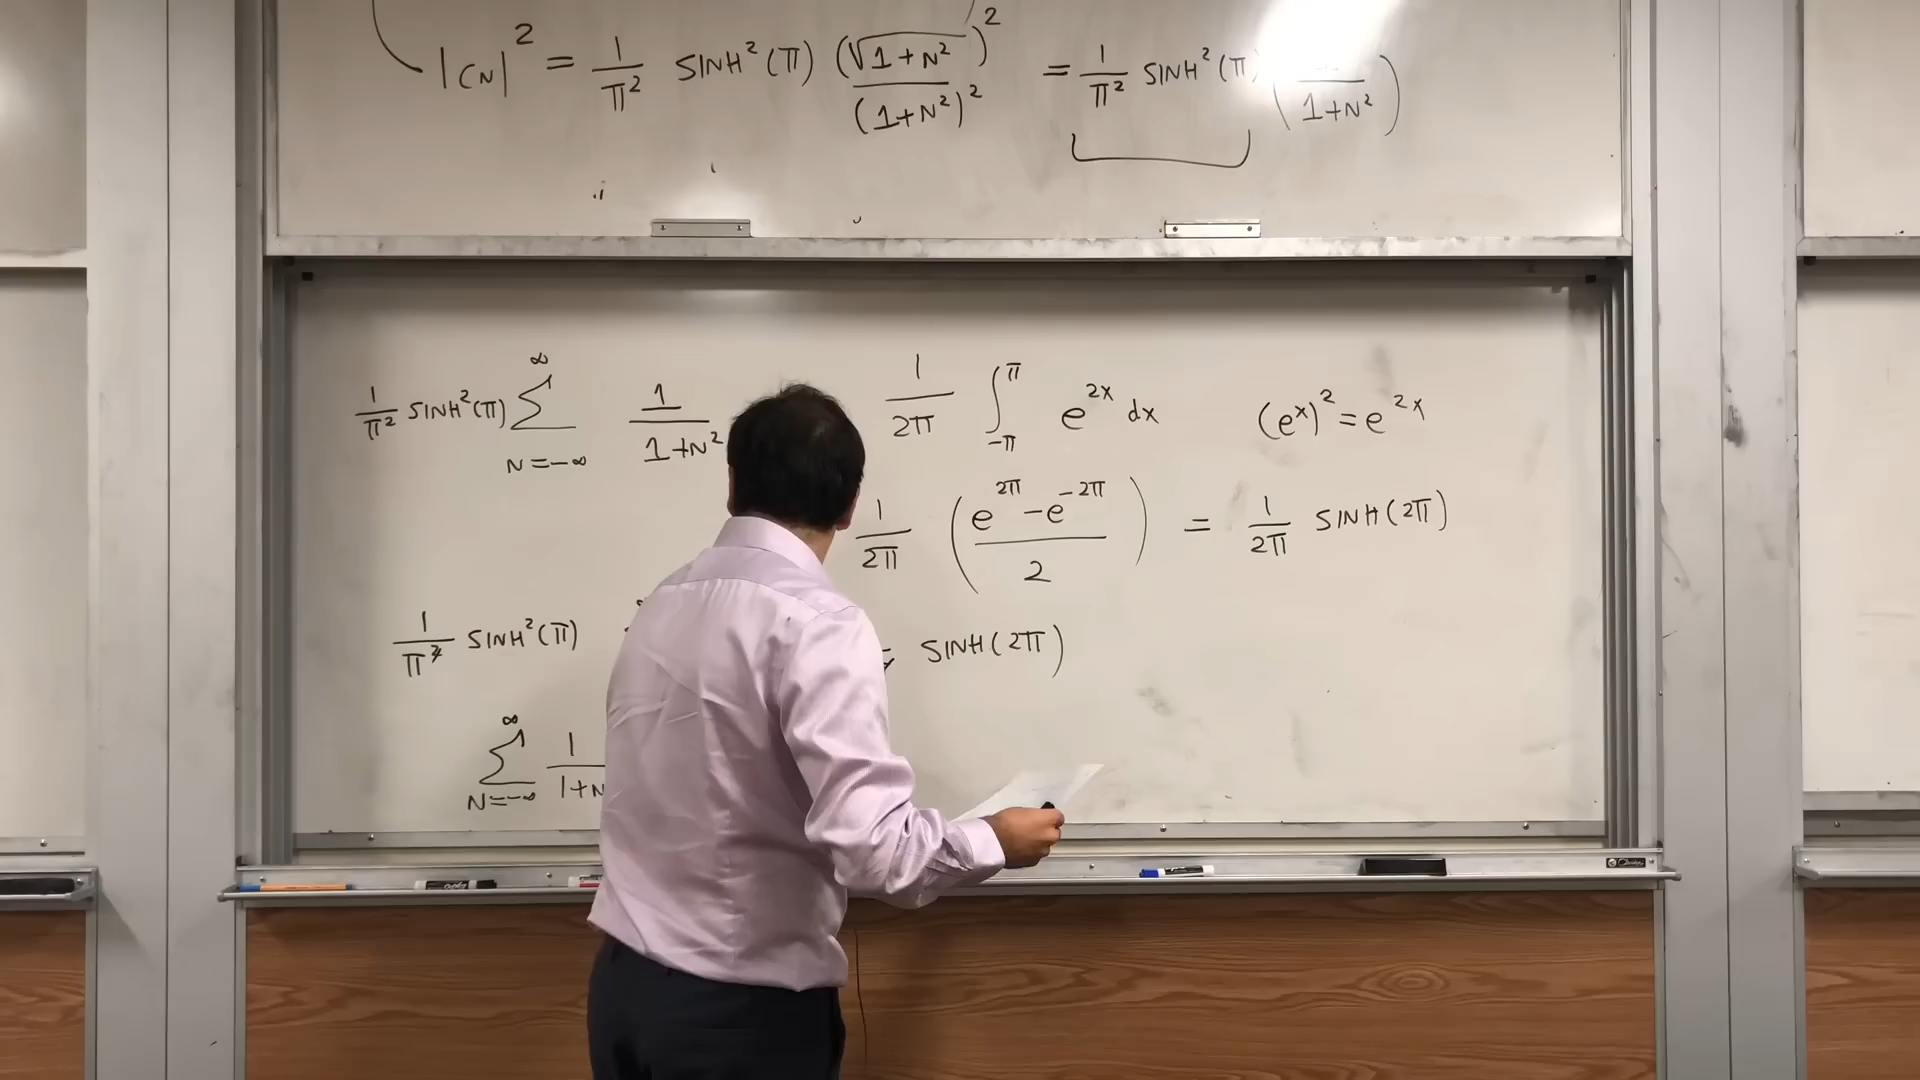 |CN|² = 1/π² SINH²(π) (√1+N²)²/(1+N²)² = 1/π² SINH²(π (1+N²)
1/π² SINH²(π) ∑ N=-∞ ∞ 1/1+N² 1/2π ∫ -π π e^2x dx (e^x)² = e^2x
1/2π (e^2π - e^-2π / 2) = 1/2π SINH(2π)
1/π² SINH²(π) SINH(2π)
∑ N=-∞ ∞ 1/1+N